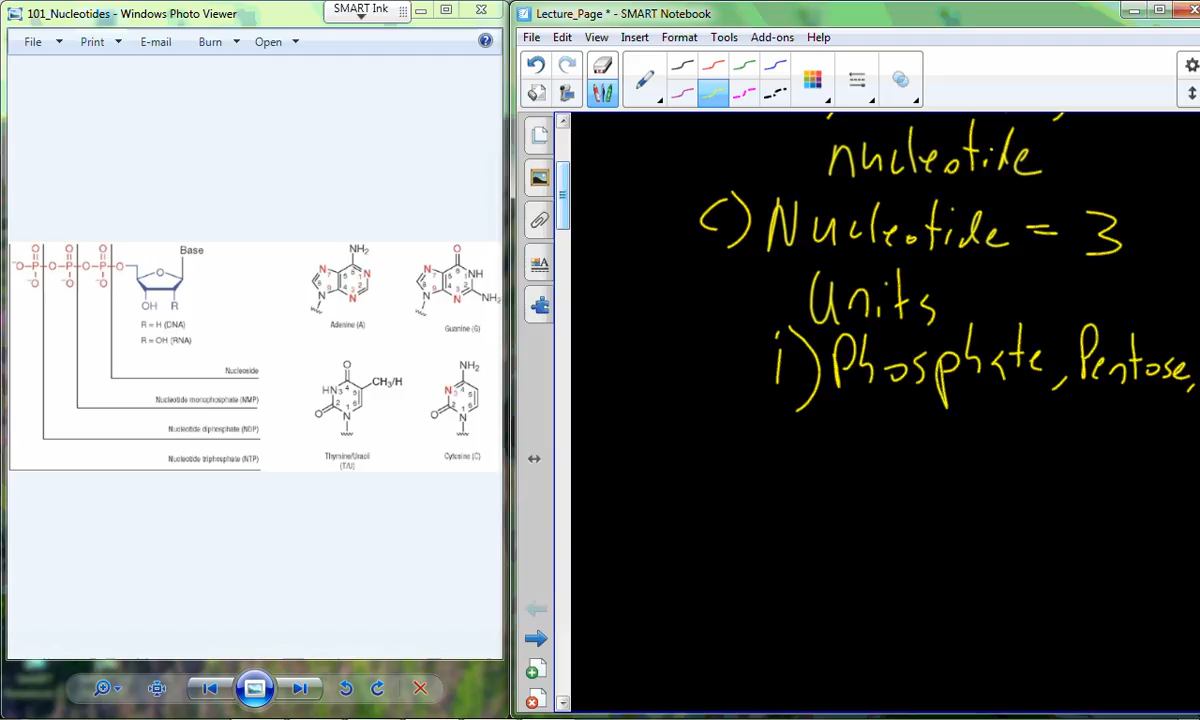 101_Nucleotides - Windows Photo Viewer
SMART Ink
File Print E-mail Burn Open
Base
OH R
R = H (DNA)
R = OH (RNA)
Nucleoside
Nucleotide monophosphate (NMP)
Nucleotide diphosphate (NDP)
Nucleotide triphosphate (NTP)
NH₂
Adenine (A)
O
NH
NH₂
Guanine (G)
O
CH₃/H
HN
Thymine/Uracil
(T/U)
NH₂
Cytosine (C)
Lecture_Page * - SMART Notebook
File Edit View Insert Format Tools Add-ons Help
nucleotide
c) Nucleotide = 3
Units
i) Phosphate, Pentose,